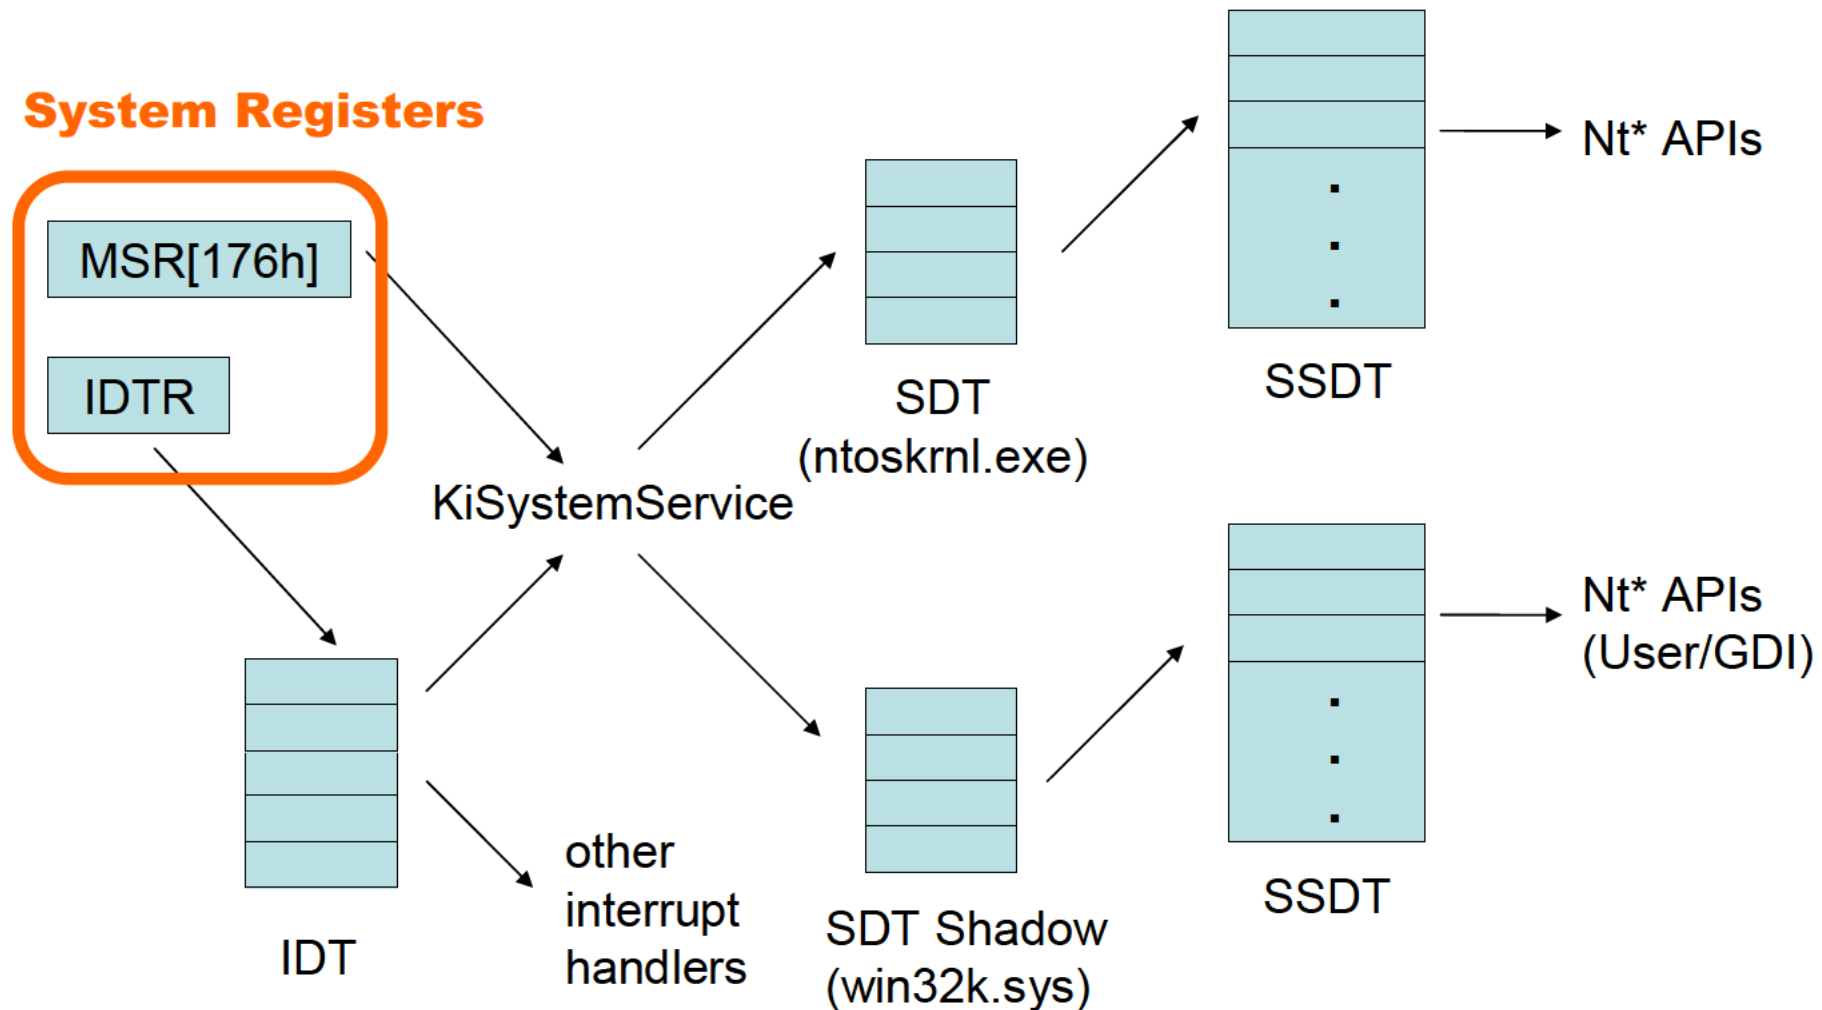 System Registers
MSR[176h]
IDTR
IDT
KiSystemService
other
interrupt
handlers
SDT
(ntoskrnl.exe)
SDT Shadow
(win32k.sys)
.
.
.
SSDT
Nt* APIs
.
.
.
SSDT
Nt* APIs
(User/GDI)